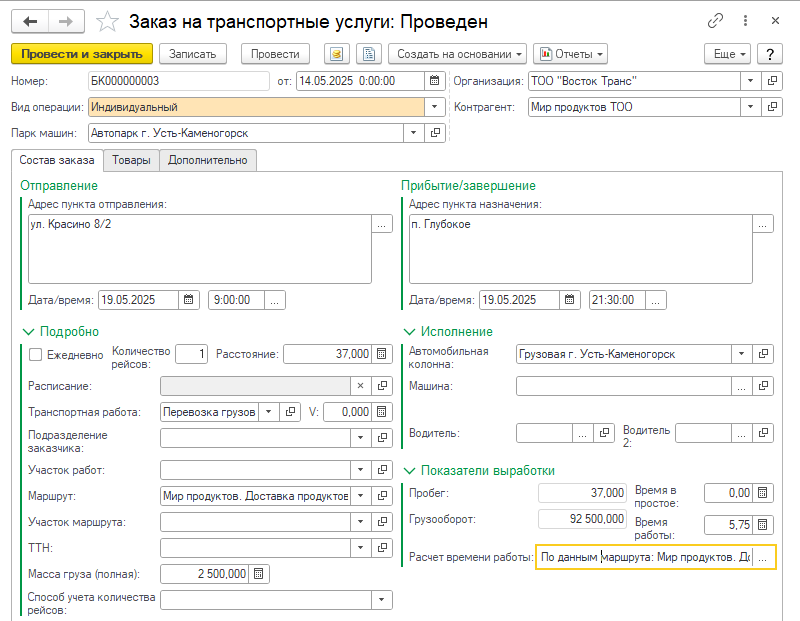 Заказ на транспортные услуги: Проведен
Провести и закрыть Записать Провести Создать на основании Отчеты Еще ?
Номер: БК000000003 от: 14.05.2025 0:00:00 Организация: ТОО "Восток Транс"
Вид операции: Индивидуальный Контрагент: Мир продуктов ТОО
Парк машин: Автопарк г. Усть-Каменогорск
Состав заказа Товары Дополнительно
Отправление
Адрес пункта отправления:
ул. Красино 8/2
...
Дата/время: 19.05.2025 9:00:00 ...
Прибытие/завершение
Адрес пункта назначения:
п. Глубокое
...
Дата/время: 19.05.2025 21:30:00 ...
Подробно
Ежедневно Количество рейсов: 1 Расстояние: 37,000
Расписание:
Транспортная работа: Перевозка грузов V: 0,000
Подразделение
заказчика:
Участок работ:
Маршрут: Мир продуктов. Доставка продуктов
Участок маршрута:
ТТН:
Масса груза (полная): 2 500,000
Способ учета количества
рейсов:
Исполнение
Автомобильная
колонна: Грузовая г. Усть-Каменогорск
Машина: ...
Водитель: ... Водитель 2: ...
Показатели выработки
Пробег: 37,000 Время в простое: 0,00
Грузооборот: 92 500,000 Время работы: 5,75
Расчет времени работы: По данным маршрута: Мир продуктов. До ...